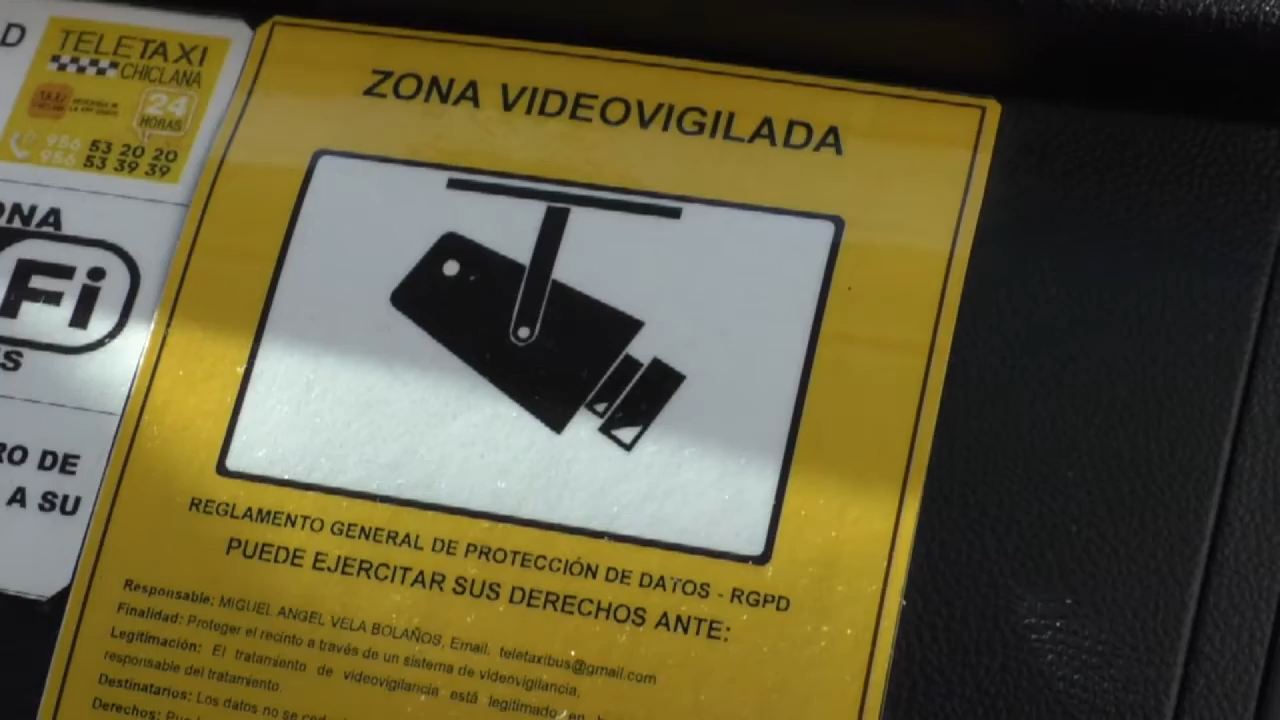 D
TELETAXI
CHICLANA
24
HORAS
956 53 20 20
956 53 39 39
ONA
Fi
S
RO DE
A SU
ZONA VIDEOVIGILADA
REGLAMENTO GENERAL DE PROTECCIÓN DE DATOS - RGPD
PUEDE EJERCITAR SUS DERECHOS ANTE:
Responsable: MIGUEL ANGEL VELA BOLAÑOS, Email. teletaxibus@gmail.com
Finalidad: Proteger el recinto a través de un sistema de videovigilancia,
Legitimación: El tratamiento de videovigilancia está legitimado en
responsable del tratamiento.
Destinatarios: Los datos no se
Derechos: